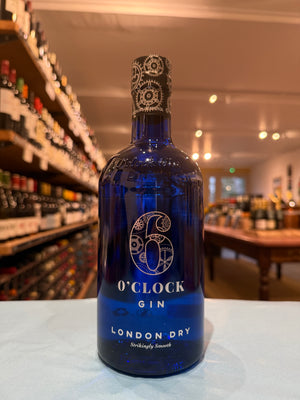 6
O'CLOCK
GIN
LONDON DRY
Strikingly Smooth